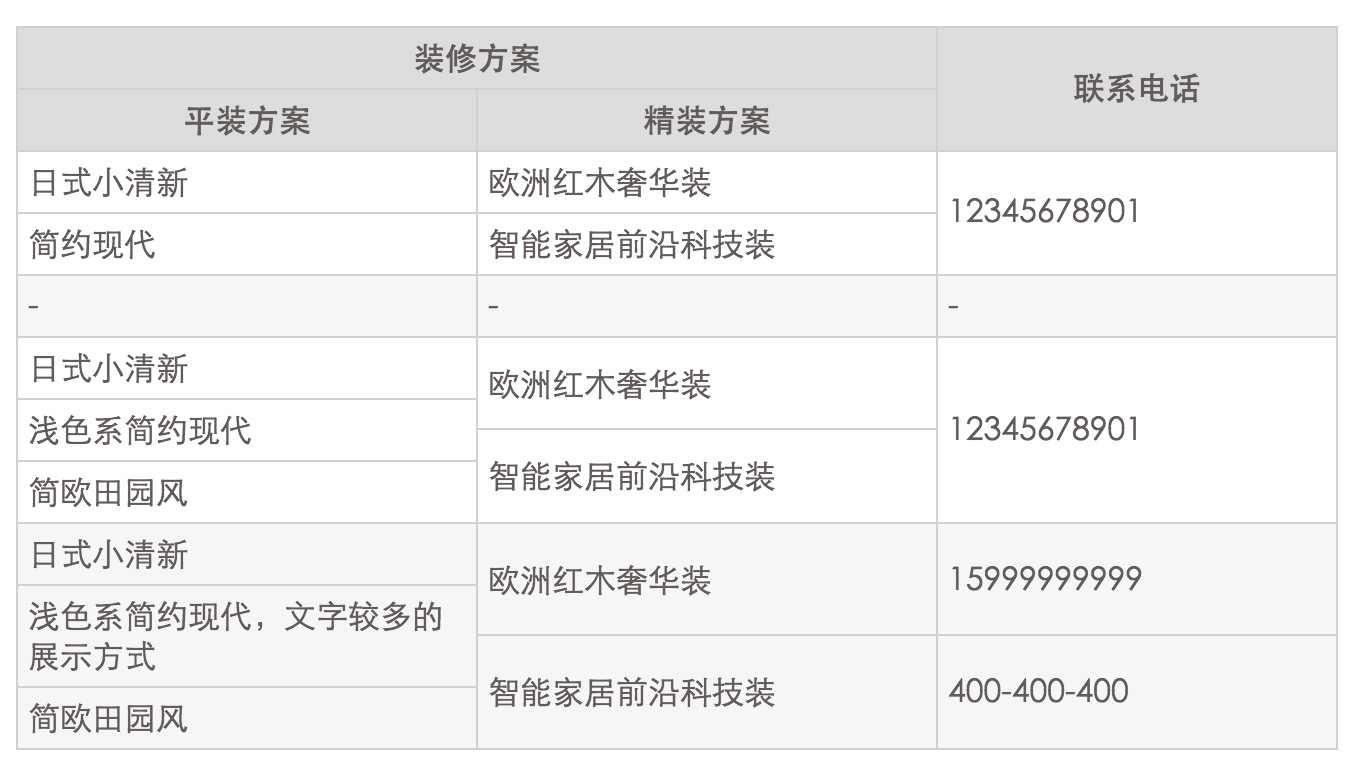 装修方案
联系电话
平装方案
精装方案
日式小清新
欧洲红木奢华装
12345678901
简约现代
智能家居前沿科技装
-
-
-
日式小清新
欧洲红木奢华装
12345678901
浅色系简约现代
智能家居前沿科技装
简欧田园风
日式小清新
欧洲红木奢华装
15999999999
浅色系简约现代，文字较多的
展示方式
智能家居前沿科技装
400-400-400
简欧田园风